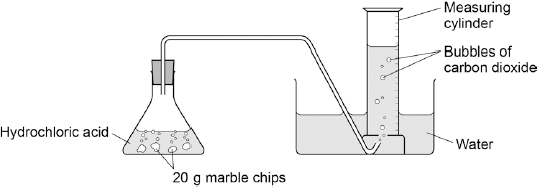 Measuring
cylinder
Bubbles of
carbon dioxide
Hydrochloric acid
Water
20 g marble chips